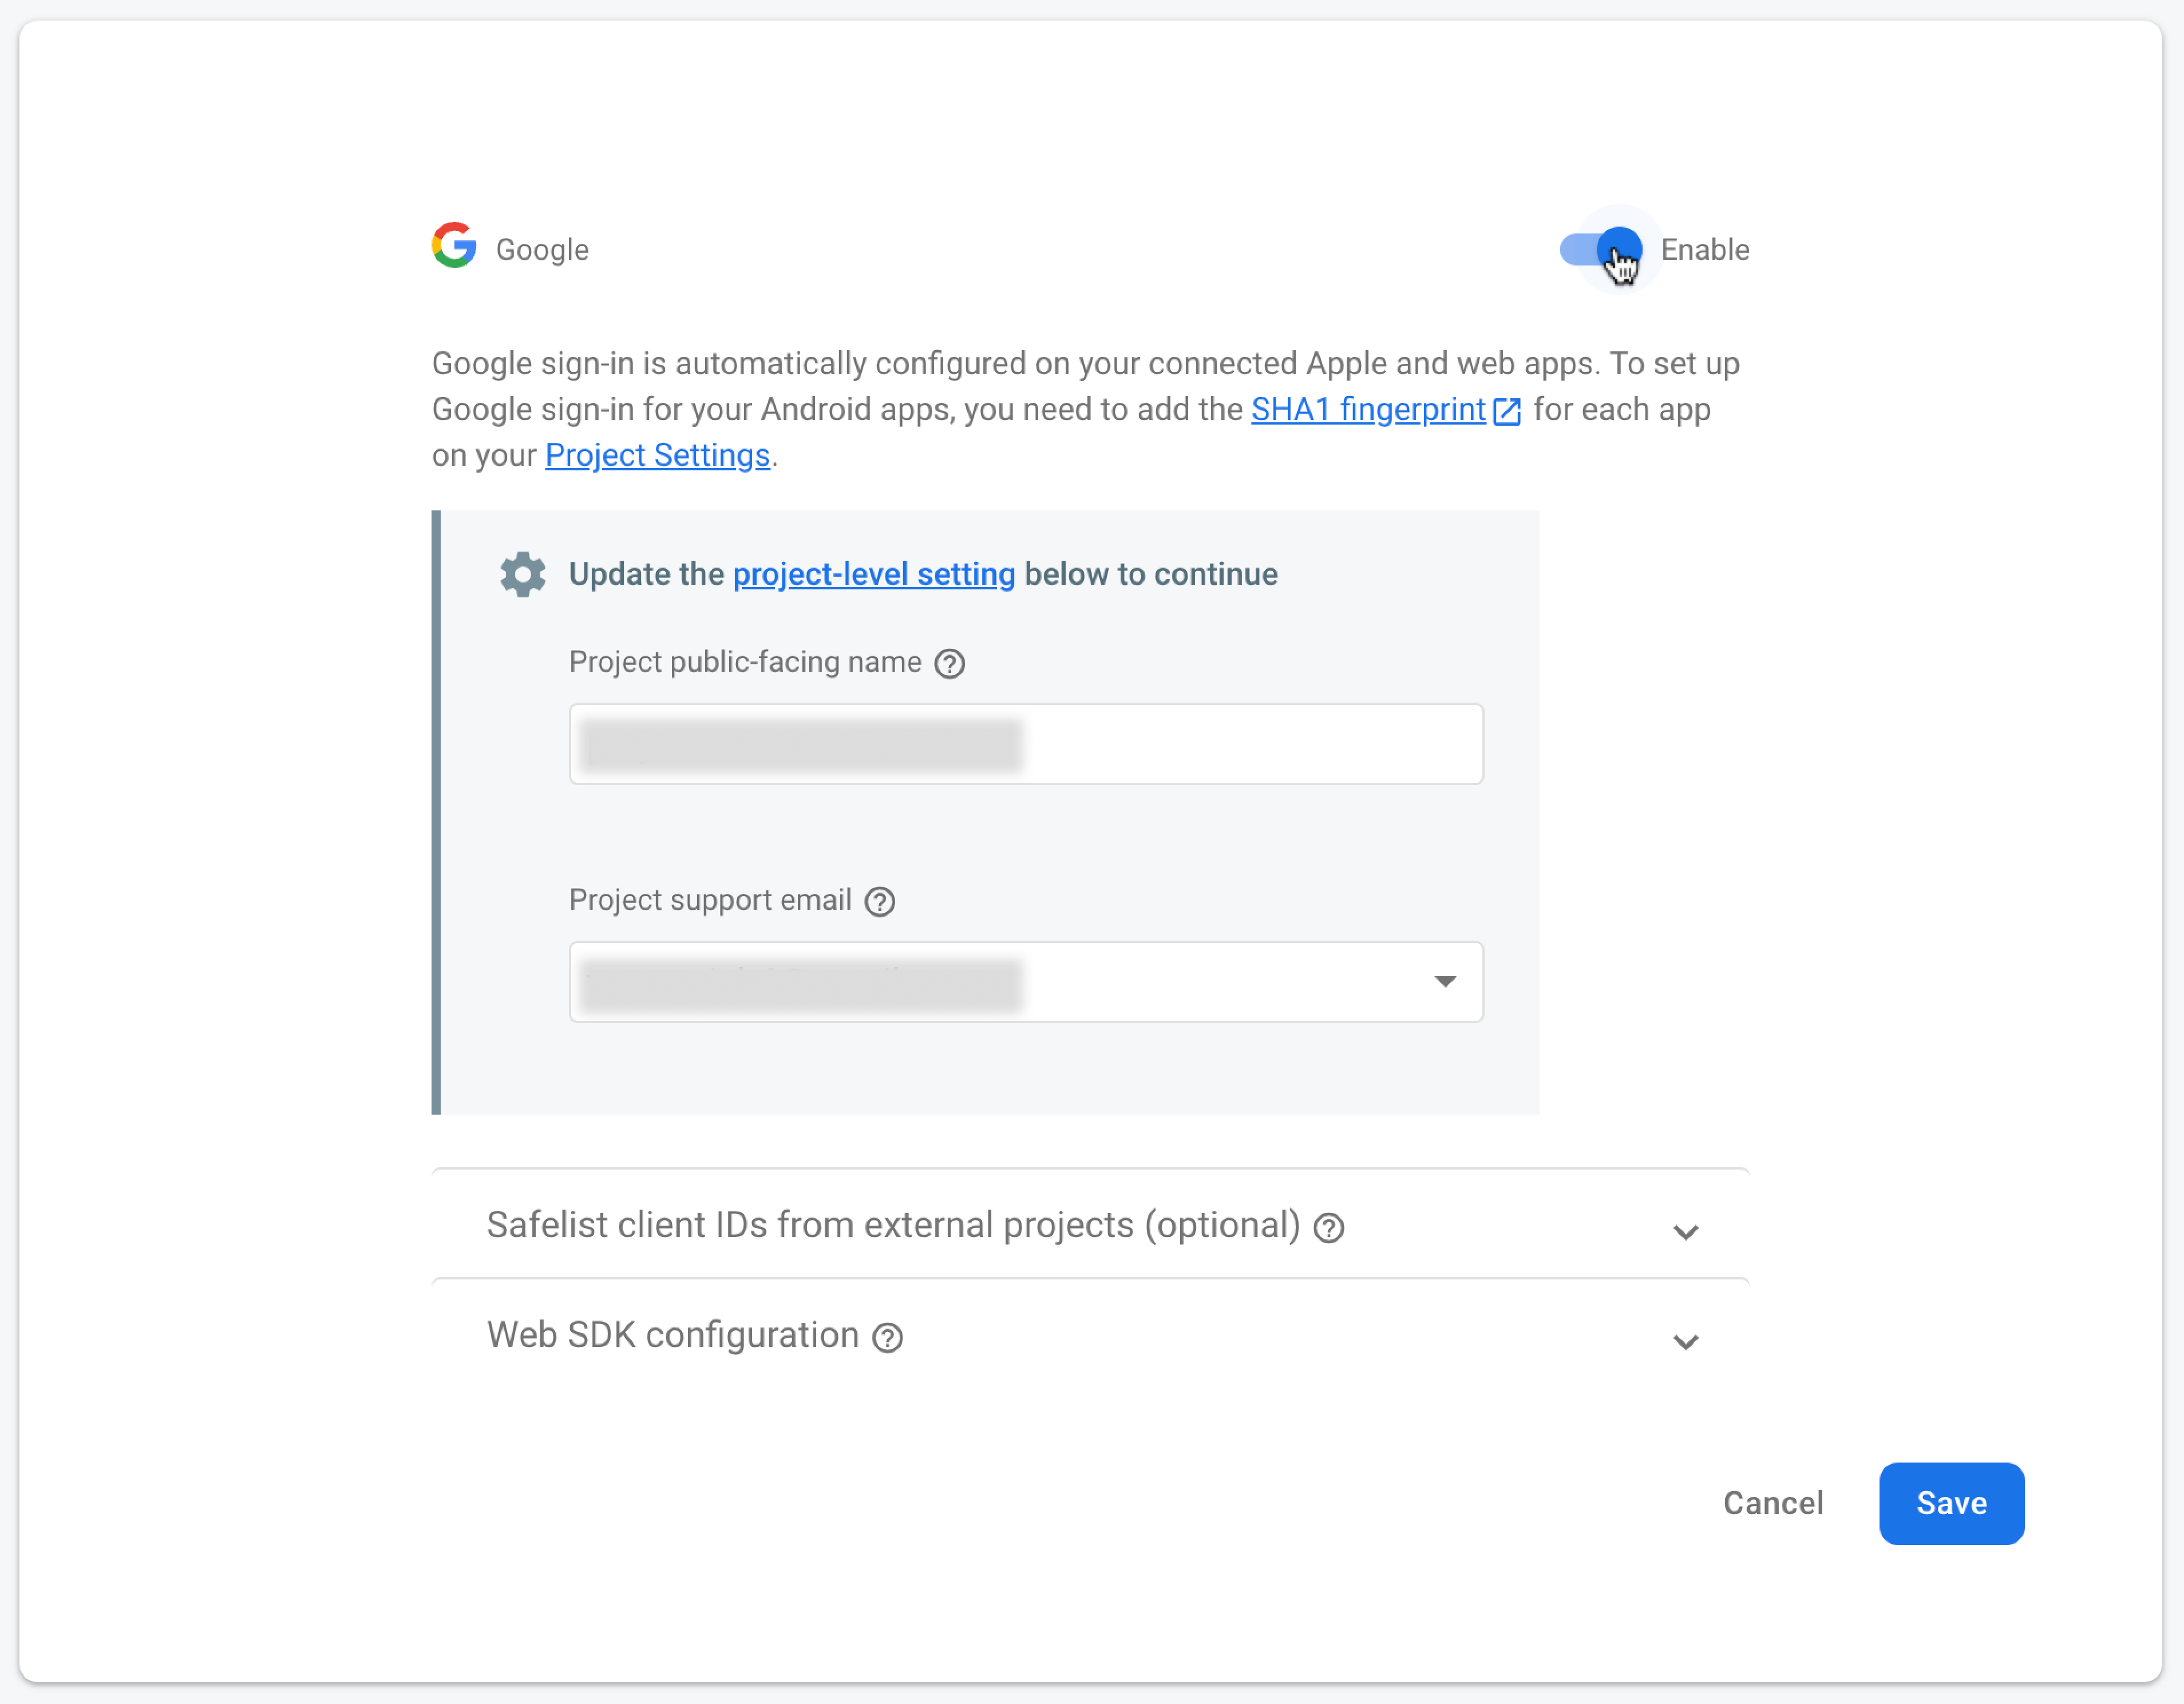 Google
Enable
Google sign-in is automatically configured on your connected Apple and web apps. To set up
Google sign-in for your Android apps, you need to add the SHA1 fingerprint for each app
on your Project Settings.
Update the project-level setting below to continue
Project public-facing name
Project support email
Safelist client IDs from external projects (optional)
Web SDK configuration
Cancel
Save